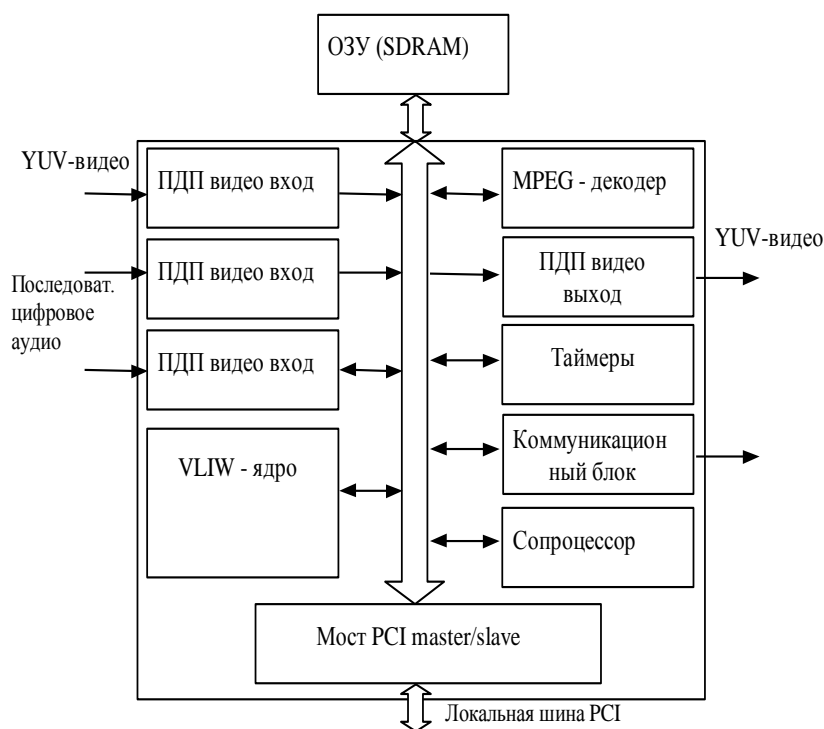 ОЗУ (SDRAM)
YUV-видео
ПДП видео вход
MPEG - декодер
YUV-видео
ПДП видео вход
ПДП видео
выход
Последоват.
цифровое
аудио
ПДП видео вход
Таймеры
VLIW - ядро
Коммуникацион
ный блок
Сопроцессор
Мост PCI master/slave
Локальная шина PCI